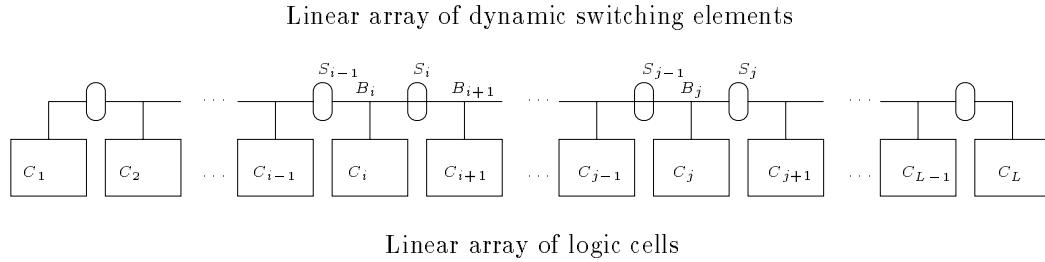 Linear array of dynamic switching elements
S_{i-1} S_i S_{j-1} S_j
B_i B_{i+1} B_j
. . . . . . . . .
C_1 C_2 . . . C_{i-1} C_i C_{i+1} . . . C_{j-1} C_j C_{j+1} . . . C_{L-1} C_L
Linear array of logic cells